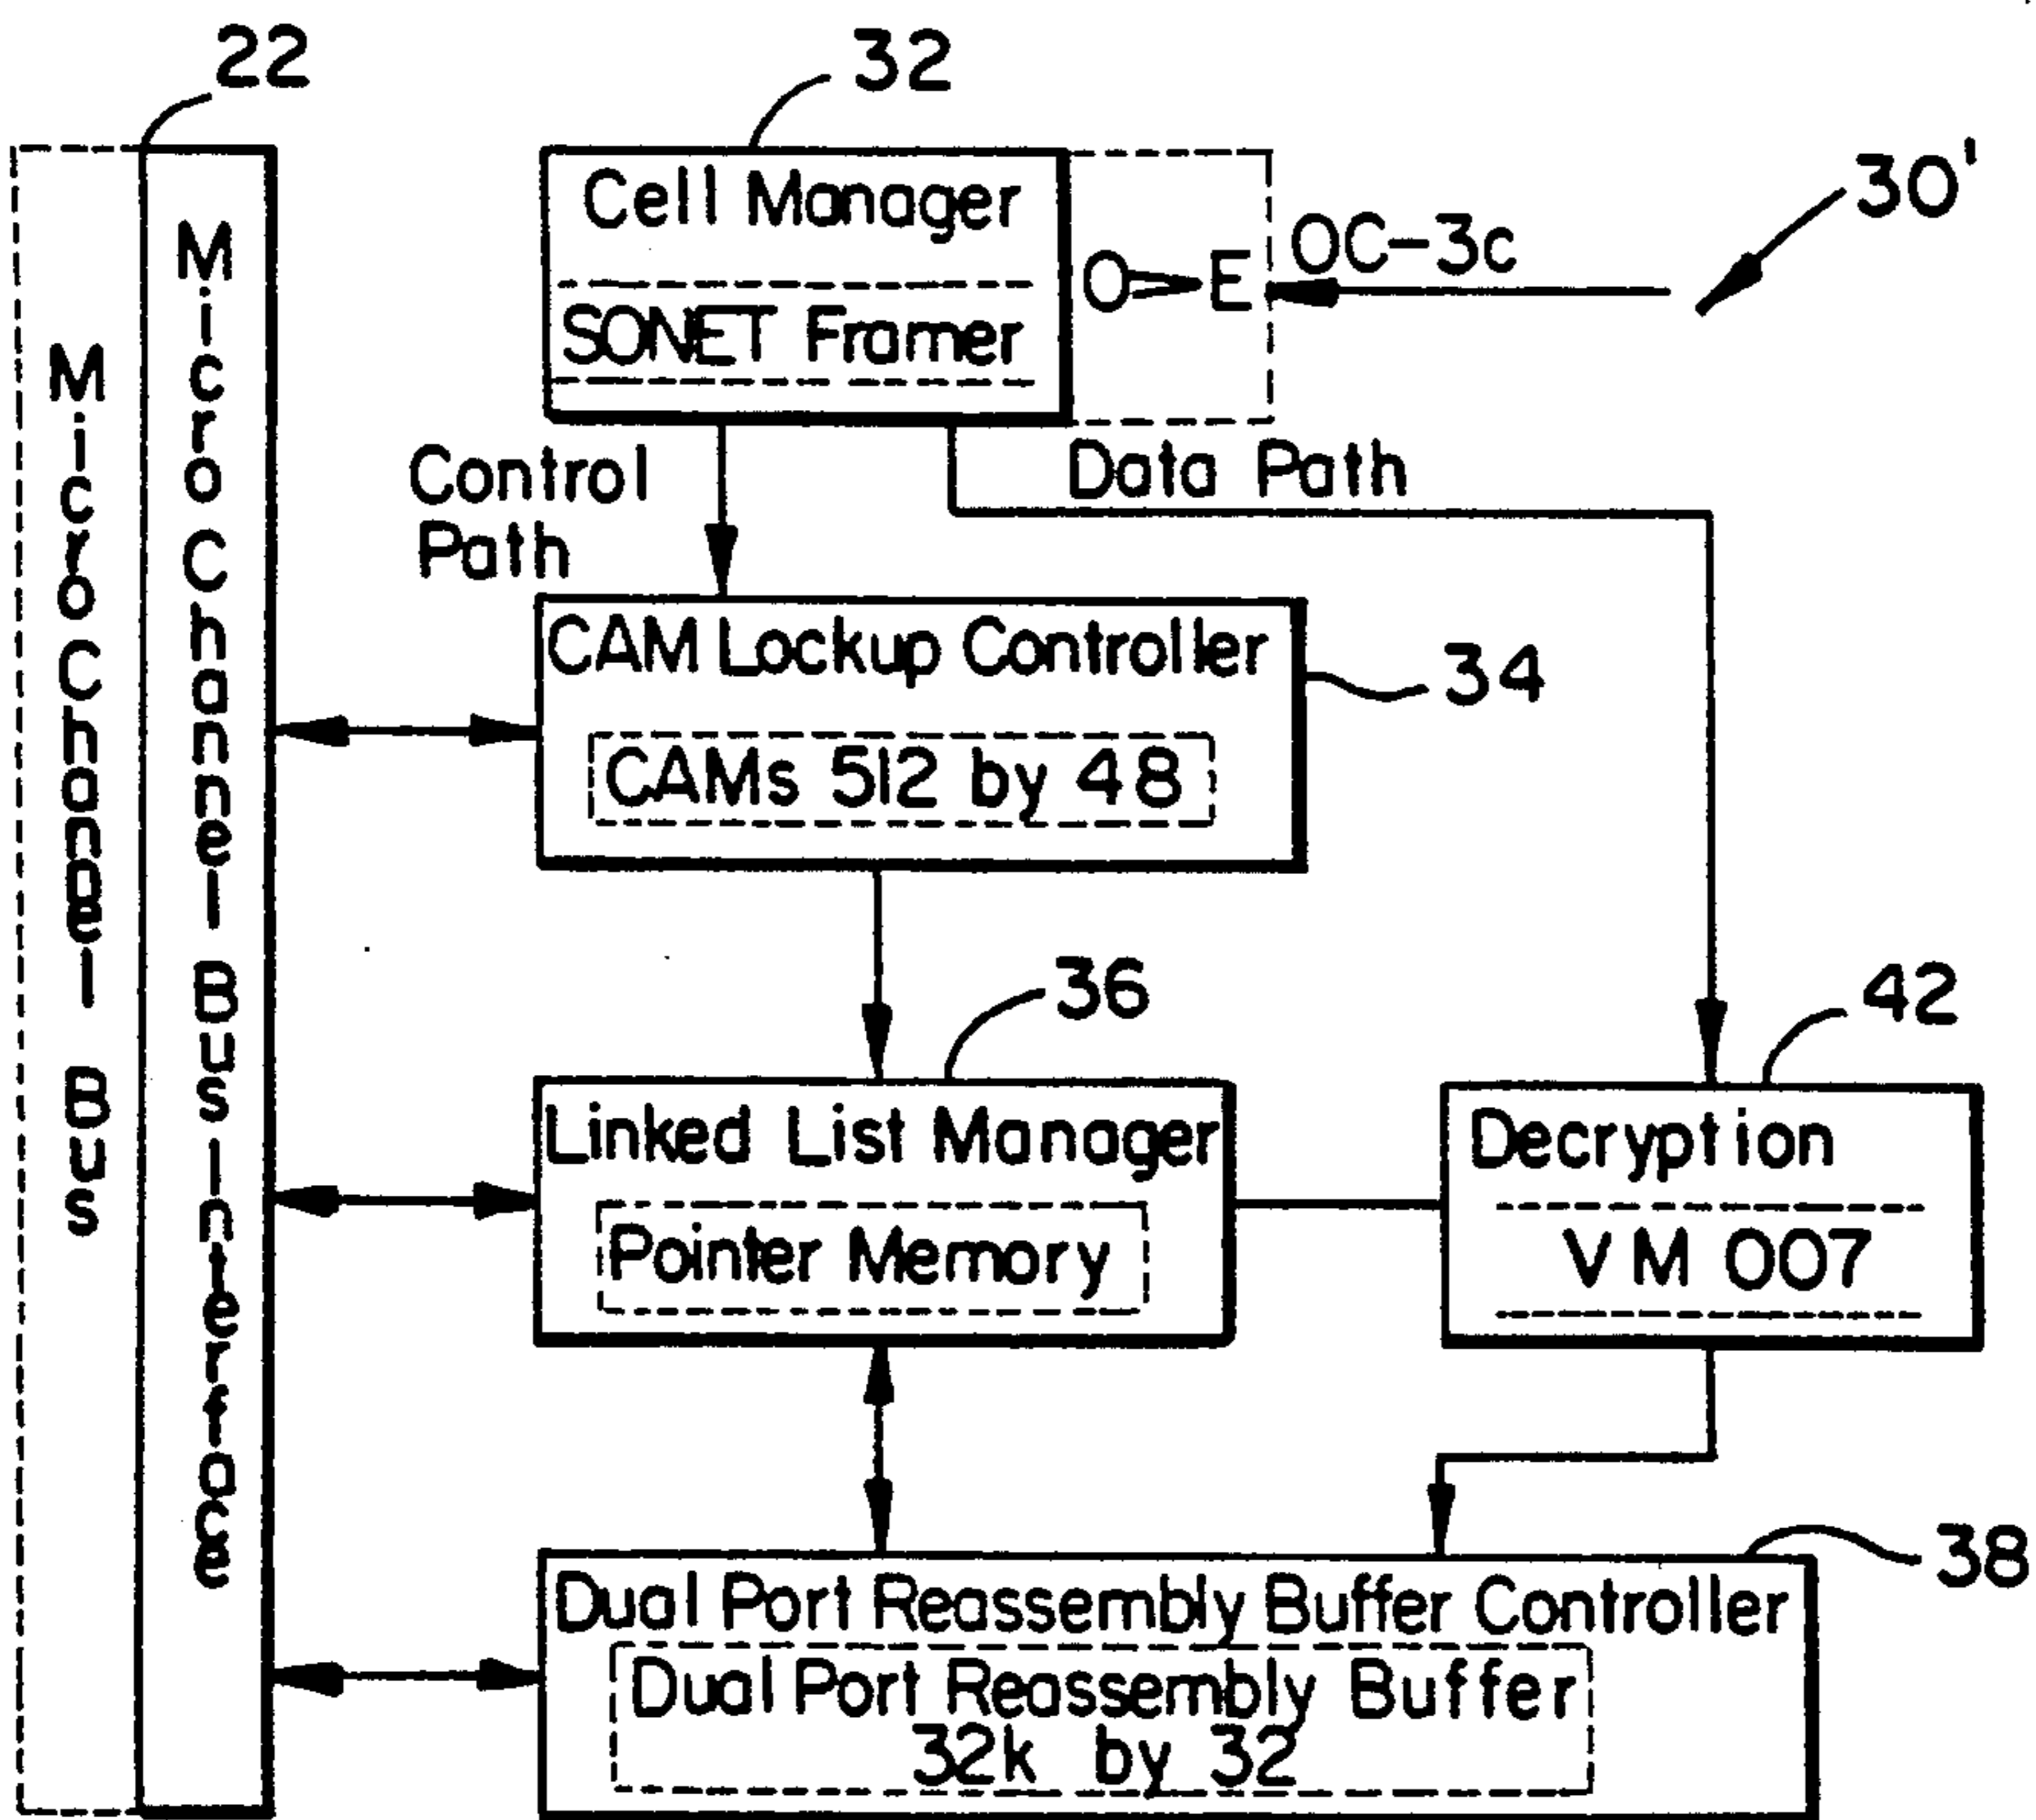 22
32
30'
Cell Manager
SONET Framer
O E
OC-3c
Control
Path
Data Path
CAM Lockup Controller
CAMs 512 by 48
34
36
42
Linked List Manager
Pointer Memory
Decryption
VM 007
38
Dual Port Reassembly Buffer Controller
Dual Port Reassembly Buffer
32k by 32
Micro Channel Bus
Micro Channel Bus Interface